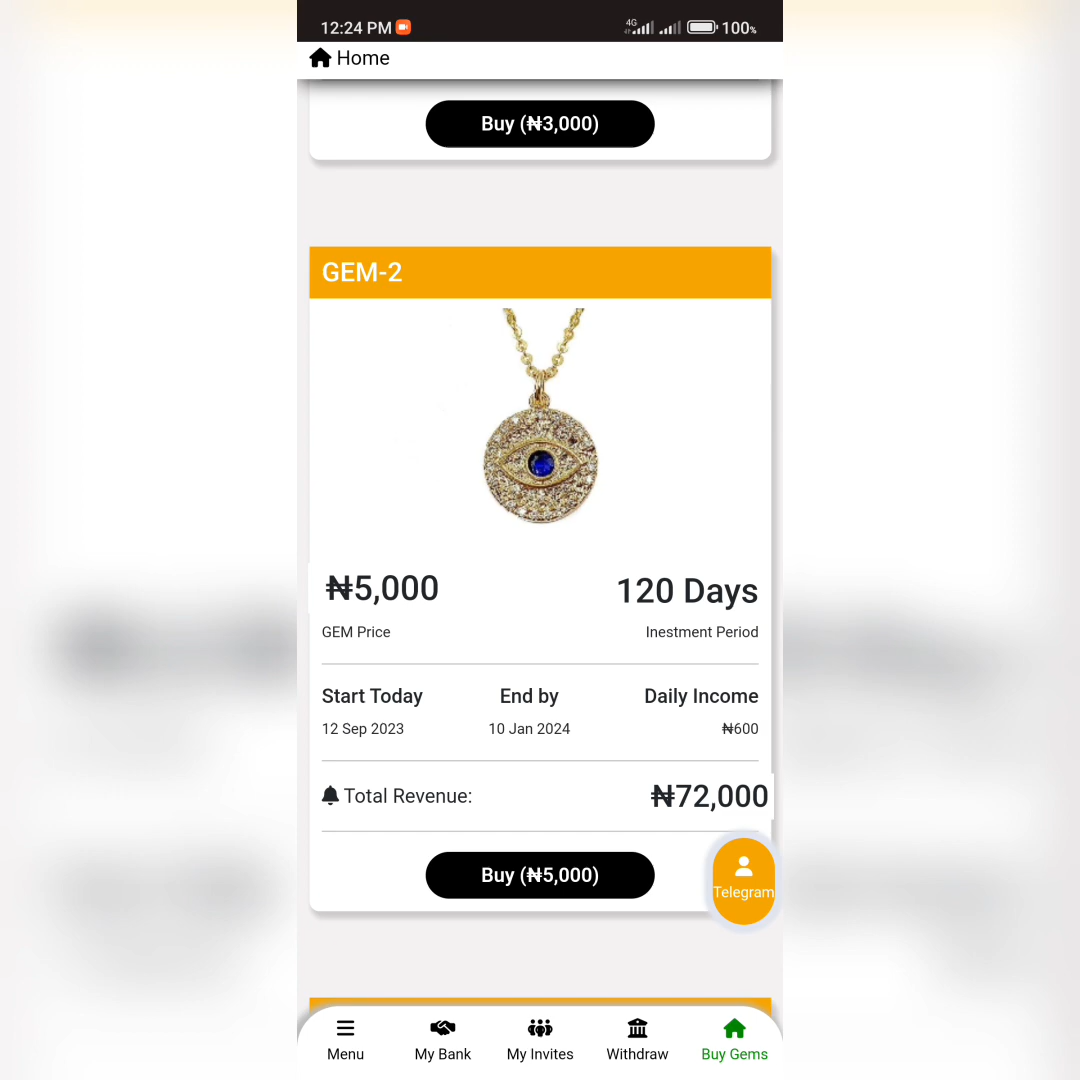 12:24 PM 4G 100%
Home
Buy (₦3,000)
GEM-2
₦5,000 120 Days
GEM Price Inestment Period
Start Today End by Daily Income
12 Sep 2023 10 Jan 2024 ₦600
Total Revenue: ₦72,000
Buy (₦5,000)
Telegram
Menu My Bank My Invites Withdraw Buy Gems